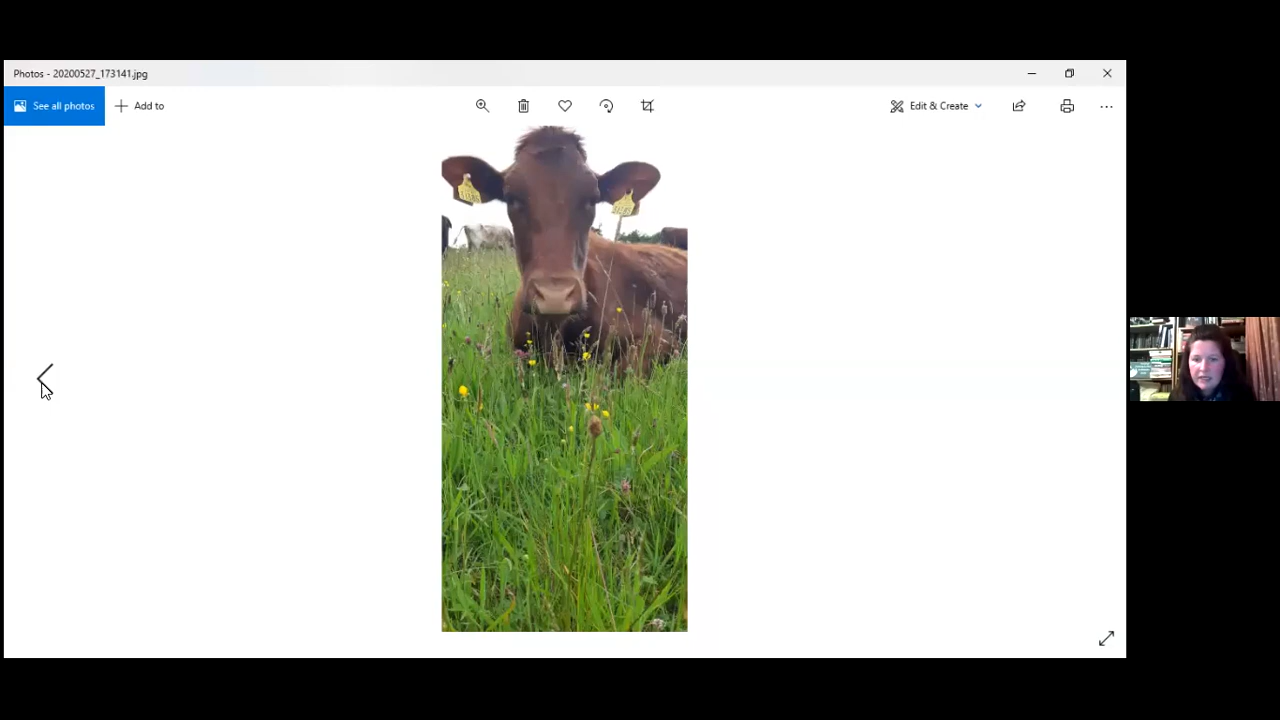 Photos - 20200527_173141.jpg
See all photos
Add to
Edit & Create